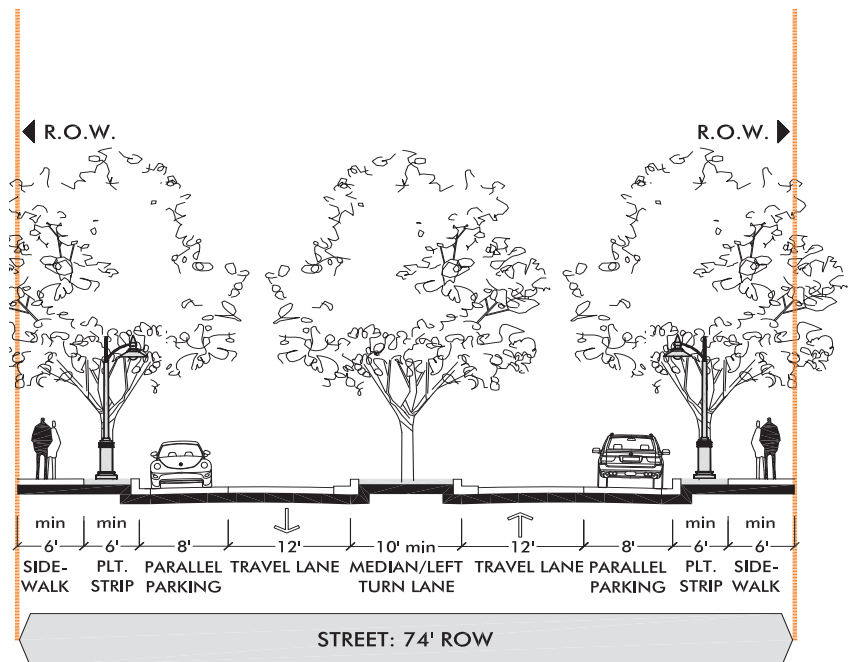 R.O.W. R.O.W.
min min min min
6' 6' 8' 12' 10' min 12' 8' 6' 6'
SIDE- PLT. PARALLEL TRAVEL LANE MEDIAN/LEFT TRAVEL LANE PARALLEL PLT. SIDE-
WALK STRIP PARKING TURN LANE PARKING STRIP WALK
STREET: 74' ROW